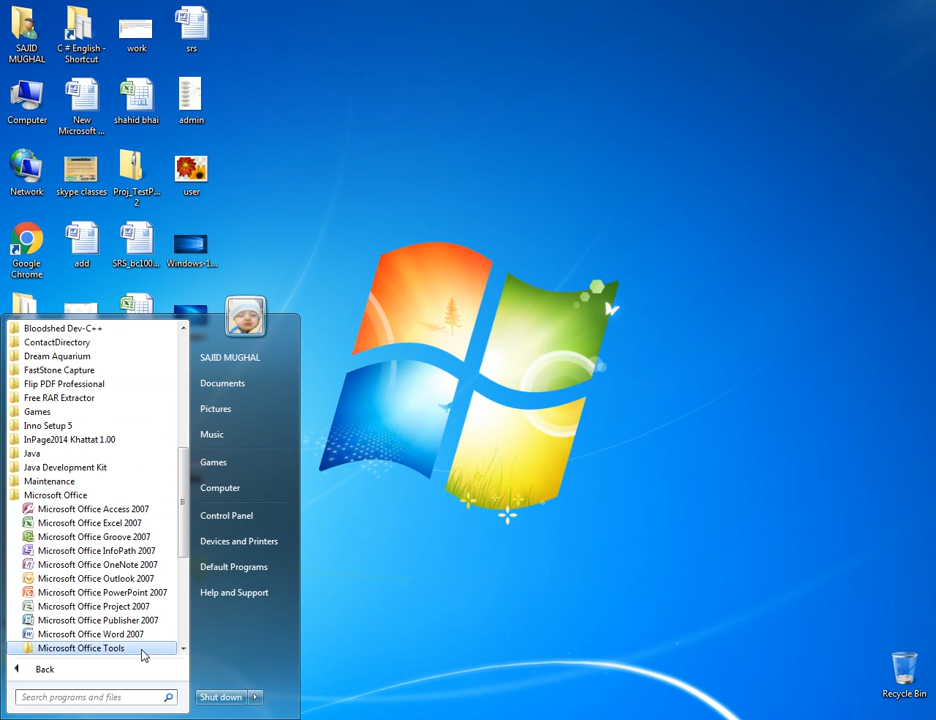 SAJID
MUGHAL
C # English -
Shortcut
work
srs
Computer
New
Microsoft ...
shahid bhai
admin
Network
skype classes
Proj_TestP...
2
user
Google
Chrome
add
SRS_bc100...
Windows-1...
Bloodshed Dev-C++
ContactDirectory
Dream Aquarium
FastStone Capture
Flip PDF Professional
Free RAR Extractor
Games
Inno Setup 5
InPage2014 Khattat 1.00
Java
Java Development Kit
Maintenance
Microsoft Office
Microsoft Office Access 2007
Microsoft Office Excel 2007
Microsoft Office Groove 2007
Microsoft Office InfoPath 2007
Microsoft Office OneNote 2007
Microsoft Office Outlook 2007
Microsoft Office PowerPoint 2007
Microsoft Office Project 2007
Microsoft Office Publisher 2007
Microsoft Office Word 2007
Microsoft Office Tools
Back
Search programs and files
SAJID MUGHAL
Documents
Pictures
Music
Games
Computer
Control Panel
Devices and Printers
Default Programs
Help and Support
Shut down
Recycle Bin